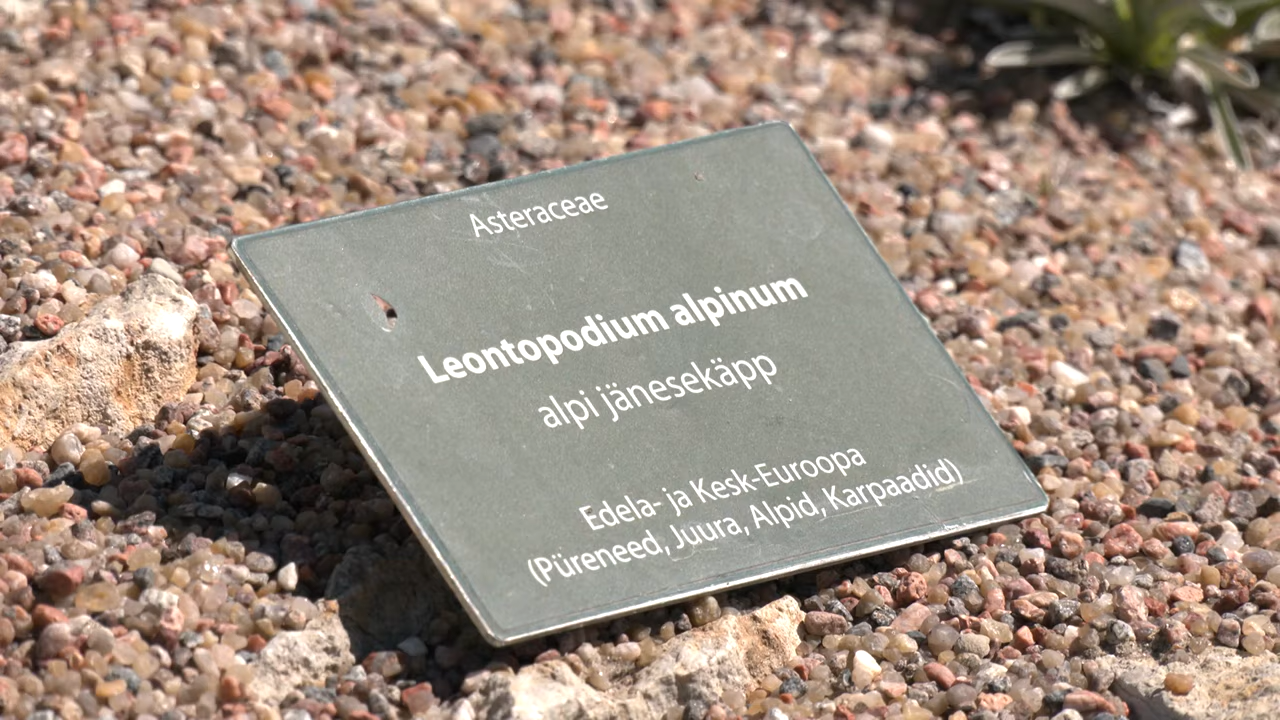 Asteraceae
Leontopodium alpinum
alpi jänesekäpp
Edela- ja Kesk-Euroopa
(Püreneed, Juura, Alpid, Karpaadid)